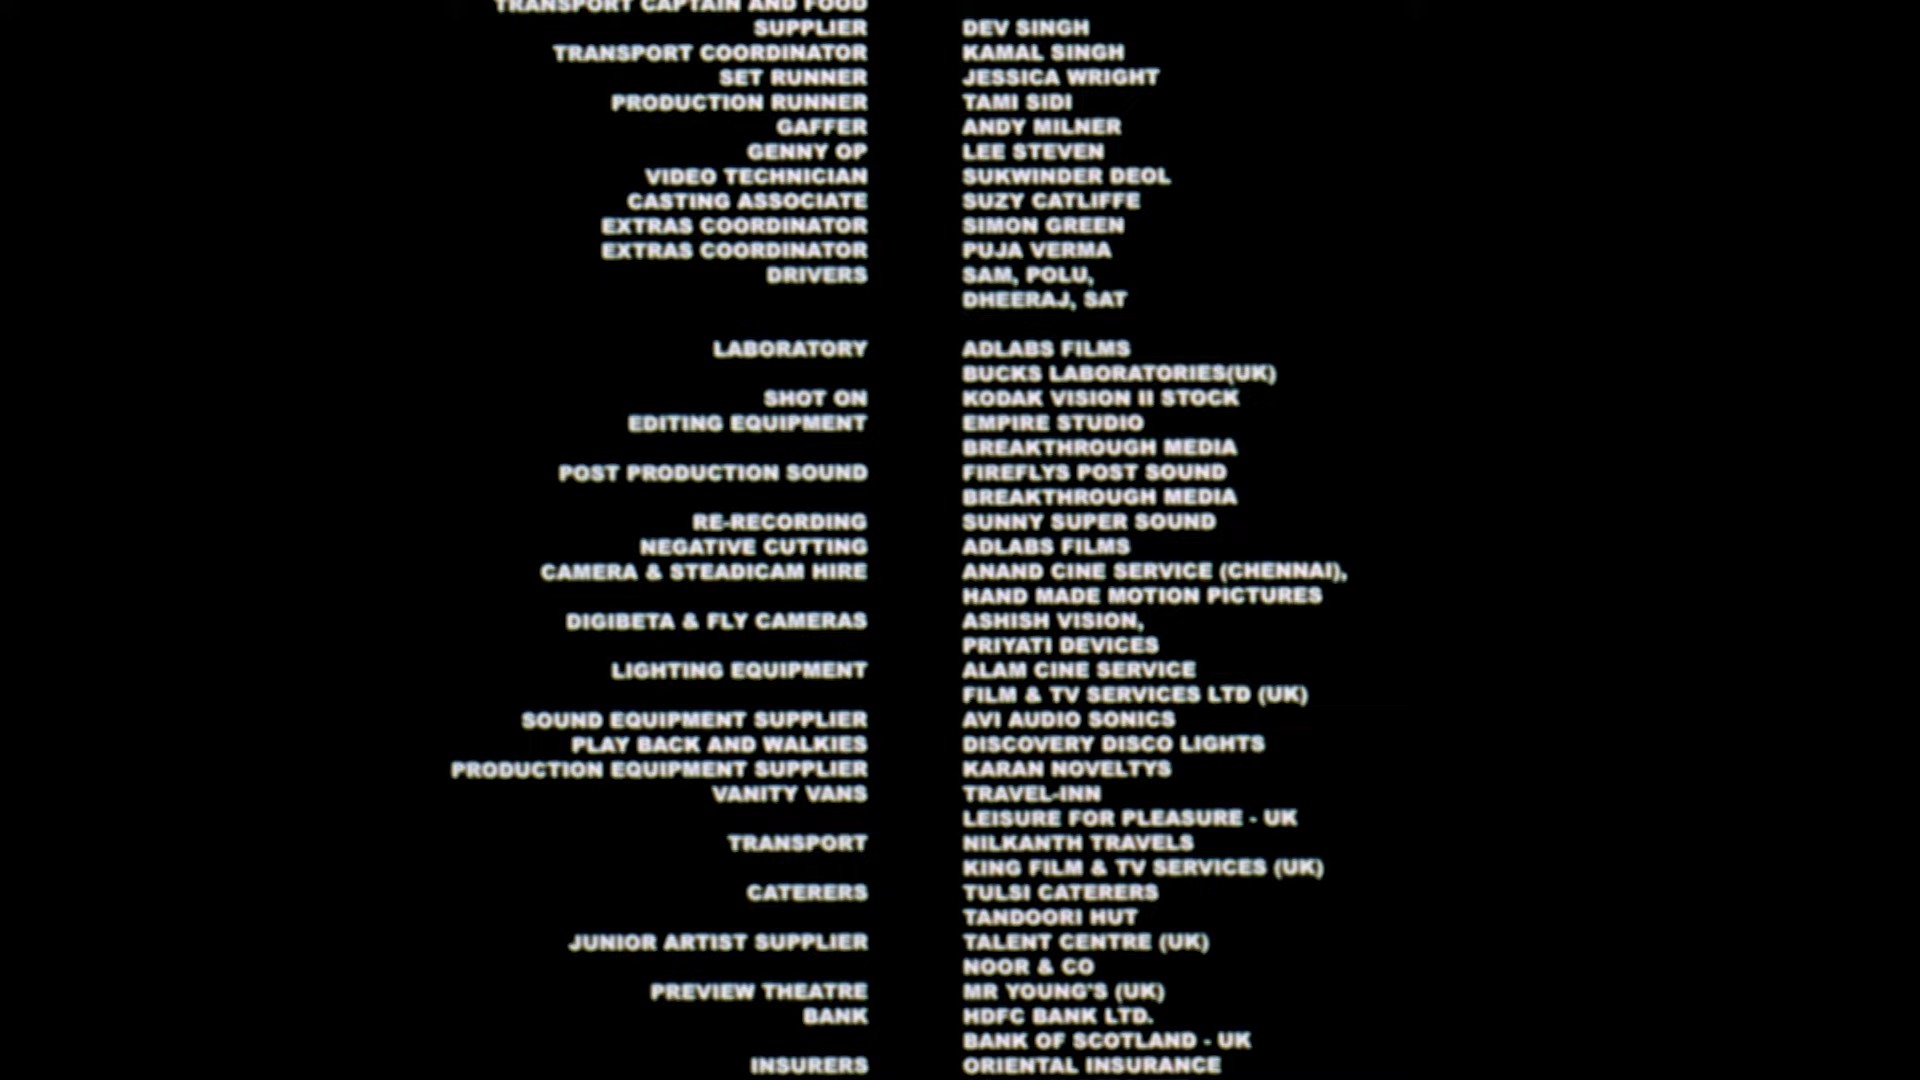 TRANSPORT CAPTAIN AND FOOD
SUPPLIER DEV SINGH
TRANSPORT COORDINATOR KAMAL SINGH
SET RUNNER JESSICA WRIGHT
PRODUCTION RUNNER TAMI SIDI
GAFFER ANDY MILNER
GENNY OP LEE STEVEN
VIDEO TECHNICIAN SUKWINDER DEOL
CASTING ASSOCIATE SUZY CATLIFFE
EXTRAS COORDINATOR SIMON GREEN
EXTRAS COORDINATOR PUJA VERMA
DRIVERS SAM, POLU,
DHEERAJ, SAT
LABORATORY ADLABS FILMS
BUCKS LABORATORIES(UK)
SHOT ON KODAK VISION II STOCK
EDITING EQUIPMENT EMPIRE STUDIO
BREAKTHROUGH MEDIA
POST PRODUCTION SOUND FIREFLYS POST SOUND
BREAKTHROUGH MEDIA
RE-RECORDING SUNNY SUPER SOUND
NEGATIVE CUTTING ADLABS FILMS
CAMERA & STEADICAM HIRE ANAND CINE SERVICE (CHENNAI),
HAND MADE MOTION PICTURES
DIGIBETA & FLY CAMERAS ASHISH VISION,
PRIYATI DEVICES
LIGHTING EQUIPMENT ALAM CINE SERVICE
FILM & TV SERVICES LTD (UK)
SOUND EQUIPMENT SUPPLIER AVI AUDIO SONICS
PLAY BACK AND WALKIES DISCOVERY DISCO LIGHTS
PRODUCTION EQUIPMENT SUPPLIER KARAN NOVELTYS
VANITY VANS TRAVEL-INN
LEISURE FOR PLEASURE - UK
TRANSPORT NILKANTH TRAVELS
KING FILM & TV SERVICES (UK)
CATERERS TULSI CATERERS
TANDOORI HUT
JUNIOR ARTIST SUPPLIER TALENT CENTRE (UK)
NOOR & CO
PREVIEW THEATRE MR YOUNG'S (UK)
BANK HDFC BANK LTD.
BANK OF SCOTLAND - UK
INSURERS ORIENTAL INSURANCE